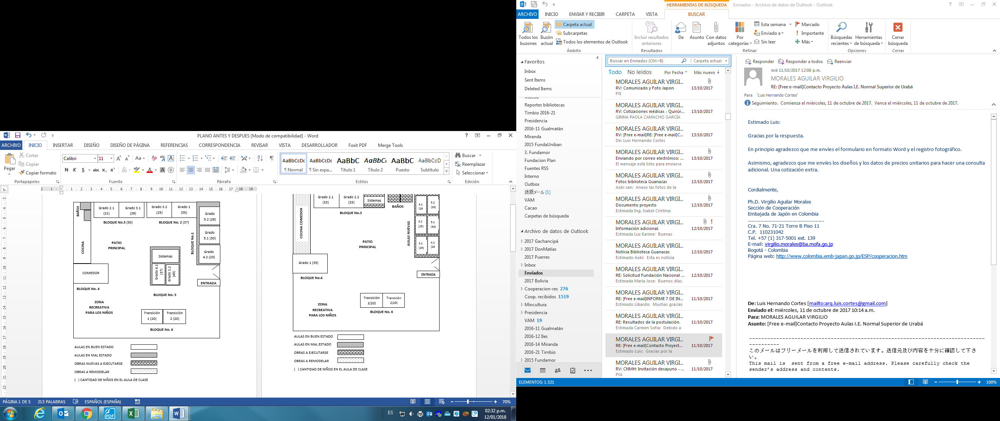 PLANO ANTES Y DESPUES [Modo de compatibilidad] - Word
ARCHIVO INICIO INSERTAR DISEÑO DISEÑO DE PÁGINA REFERENCIAS CORRESPONDENCIA REVISAR VISTA DESARROLLADOR Foxit PDF Merge Tools
Pegar
Cortar
Copiar
Copiar formato
Portapapeles
Calibri 11
Fuente
Párrafo
AaBbCcDc AaBbCcDc AaBbC AaBbCc AaBbC AaBbCcD
¶ Normal ¶ Sin espa... Título 1 Título 2 Puesto Subtítulo
Estilos
Buscar
Reemplazar
Seleccionar
Edición
BAÑOS
Grado 2.1
(21)
Grado 3.1
(29)
Grado 3.2
(25)
Grado 1
(35)
Grado
5.2 (28)
BLOQUE No.3 (50)
BLOQUE No. 2 (37)
Grado
5.1 (30)
BLOQUE No.1
COCINA
PATIO
PRINCIPAL
Grado
4.2 (20)
Sistemas
Grado 4.1
(37)
Grado 2.2
(45)
COMEDOR
ENTRADA
BLOQUE No. 4
BLOQUE No. 5
ZONA
RECREATIVA
PARA LOS NIÑOS
Transición
1 (20)
Transición
2 (20)
BLOQUE No. 6
AULAS EN BUEN ESTADO
AULAS EN MAL ESTADO
OBRAS NUEVAS A EJECUTARSE
OBRAS A REMODELAR
( ) CANTIDAD DE NIÑOS EN EL AULA DE CLASE
Grado 2.1
(33)
Grado 2.2
(33)
Sistemas
BAÑOS
BLOQUE No.3
COCINA COMEDOR
4.1
(29
5.2
(28)
3.2
(25)
5.1
(30)
3.1
(29)
4.2
(28
AULAS NUEVAS
PATIO
PRINCIPAL
Grado 1 (35)
BLOQUE No.4
ENTRADA
Transición
1(20)
Transición
2(20)
BLOQUE No. 6
ZONA
RECREATIVA
PARA LOS NIÑOS
AULAS EN BUEN ESTADO
AULAS EN MAL ESTADO
OBRAS A EJECUTARSE
OBRAS A REMODELAR
( ) CANTIDAD DE NIÑOS EN EL AULA DE CLASE
PÁGINA 1 DE 5 213 PALABRAS ESPAÑOL (ESPAÑA) 70%
ES
02:32 p.m.
12/01/2018
HERRAMIENTAS DE BÚSQUEDA
Enviados - Archivo de datos de Outlook - Outlook
ARCHIVO INICIO ENVIAR Y RECIBIR CARPETA VISTA BUSCAR
Todos los
buzones
Buzón
actual
Carpeta actual
Subcarpetas
Todos los elementos de Outlook
Ámbito
Incluir resultados
anteriores
Resultados
De
Asunto
Con datos
adjuntos
Por
categorías
Esta semana
Enviado a
Sin leer
Marcado
Importante
Más
Refinar
Búsquedas
recientes
Herramientas
de búsqueda
Opciones
Cerrar
búsqueda
Cerrar
Favoritos
Inbox
Sent Items
Deleted Items
Mocoa
Reportes bibliotecas
Timbio 2016-21
Presidencia
2016-11 Gualmatán
Miranda
2015 FundaUniban
3. Fundamor
Fundacion Plan
Fuentes RSS
Interno
Outbox
迷惑メール [1]
VAM
Cacao
Carpetas de búsqueda
Archivo de datos de Outlook
2017 Gachancipá
2017 DonMatías
2017 Puerres
Inbox
Enviados
2017 Bolivia
Cooperacion-res 276
Coop. recibidos 1519
Mincultura
Presidencia
VAM 19
2016-11 Gualmatán
2016-12 Iles
2016-14 Miranda
2016-21 Timbio
2015 Fundamor
ELEMENTOS: 1.321
Buscar en Enviados (Ctrl+B) Carpeta actual
Todo No leídos Por Fecha Más nuevo
MORALES AGUILAR VIRGI...
RV: Comunicado y Foto Japon 13/10/2017
FYI
MORALES AGUILAR VIRGI...
RV: Cotizaciones médicas - Quirúr... 13/10/2017
GINNA PAOLA CAMACHO GARCÍA
MORALES AGUILAR VIRGI...
RV: [Free e-mail]RE: [Free e-mail]C... 13/10/2017
De: Luis Hernando Cortes
MORALES AGUILAR VIRGI...
Enviando por correo electrónico: ... 13/10/2017
El mensaje está listo para enviarse
MORALES AGUILAR VIRGI...
Fotos biblioteca Guanacas 13/10/2017
Aoki san: Anexo las fotos de la
MORALES AGUILAR VIRGI...
Documento proyecto 12/10/2017
Estimada Ing. Isabel Cristina:
MORALES AGUILAR VIRGI...
Información adicional. 12/10/2017
Estimada Luz Karime: Buenas
MORALES AGUILAR VIRGI...
Noticia Biblioteca Guanacas 12/10/2017
Estimado Aoki: Esta es noticia
MORALES AGUILAR VIRGI...
RE: Solicitud Fundación Nacional ... 12/10/2017
Estimada María Jose: Buenos días.
MORALES AGUILAR VIRGI...
RE: [Free e-mail]INFORME 7 DE IN... 11/10/2017
Estimado Libardo: Muchas gracias
MORALES AGUILAR VIRGI...
RE: Resultados de la postulación. 11/10/2017
Estimada Carmen Sofia: Debido a
MORALES AGUILAR VIRGI...
RE: [Free e-mail]Contacto Proyect... 11/10/2017
Estimado Luis: Gracias por la
MORALES AGUILAR VIRGI...
RV: CNMH: Invitación desayuno - ... 11/10/2017
FYA
Responder Responder a todos Reenviar
mié 11/10/2017 12:08 p.m.
MORALES AGUILAR VIRGILIO
RE: [Free e-mail]Contacto Proyecto Aulas I.E. Normal Superior de Urabá
Para 'Luis Hernando Cortes'
Seguimiento. Comienza el miércoles, 11 de octubre de 2017. Vence el miércoles, 11 de octubre de 2017.
Estimado Luis:
Gracias por la respuesta.
En principio agradezco que me envíes el formulario en formato Word y el registro fotográfico.
Asimismo, agradezco que me envíes los diseños y los datos de precios unitarios para hacer una consulta
adicional. Una cotización extra.
Cordialmente,
Ph.D. Virgilio Aguilar Morales
Sección de Cooperación
Embajada de Japón en Colombia
.................................................
Cra. 7 No. 71-21 Torre B Piso 11
C.P. 110231042
Tel. +57 (1) 317-5001 ext. 139
E-mail: virgilio.morales@ba.mofa.go.jp
Bogotá - Colombia
Página web: http://www.colombia.emb-japan.go.jp/ESP/cooperacion.htm
De: Luis Hernando Cortes [mailto:arq.luis.cortes@gmail.com]
Enviado el: miércoles, 11 de octubre de 2017 10:14 a.m.
Para: MORALES AGUILAR VIRGILIO
Asunto: [Free e-mail]Contacto Proyecto Aulas I.E. Normal Superior de Urabá
このメールはフリーメールを利用して送信されています。送信元及び内容を十分に確認して下さ
い。
This mail is sent from a free e-mail address. Please carefully check the
sender's address and contents.
100%